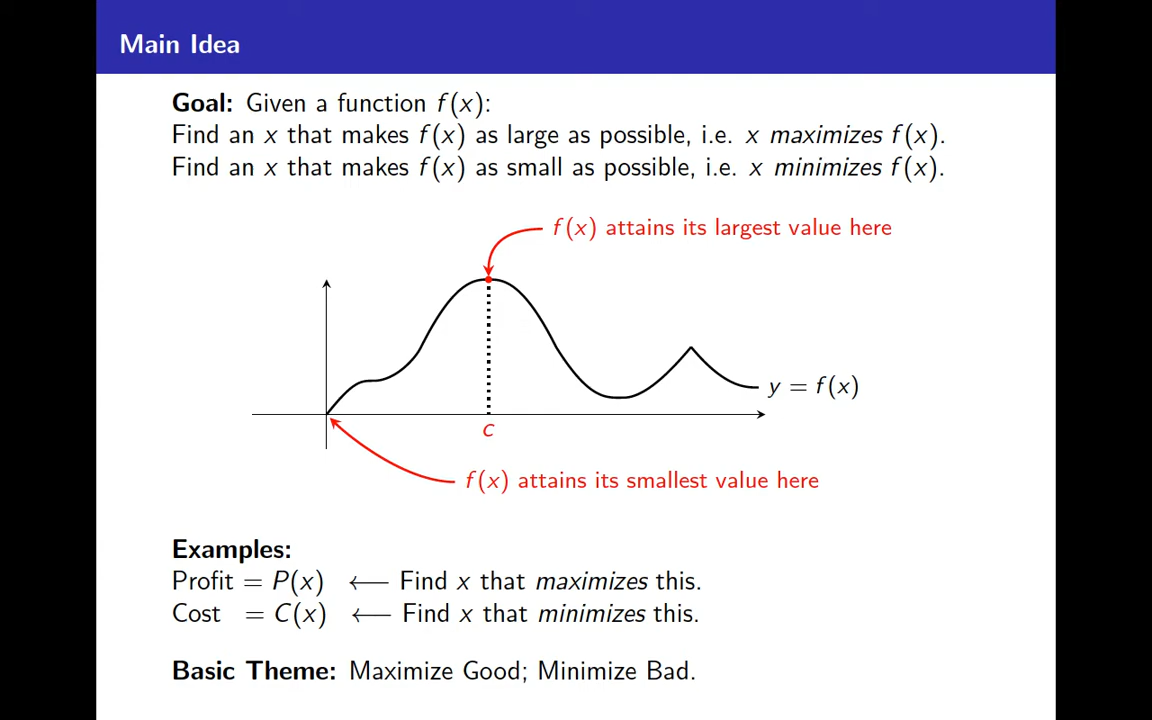 Main Idea
Goal: Given a function f(x):
Find an x that makes f(x) as large as possible, i.e. x maximizes f(x).
Find an x that makes f(x) as small as possible, i.e. x minimizes f(x).
f(x) attains its largest value here
y = f(x)
c
f(x) attains its smallest value here
Examples:
Profit = P(x) ⟵ Find x that maximizes this.
Cost = C(x) ⟵ Find x that minimizes this.
Basic Theme: Maximize Good; Minimize Bad.